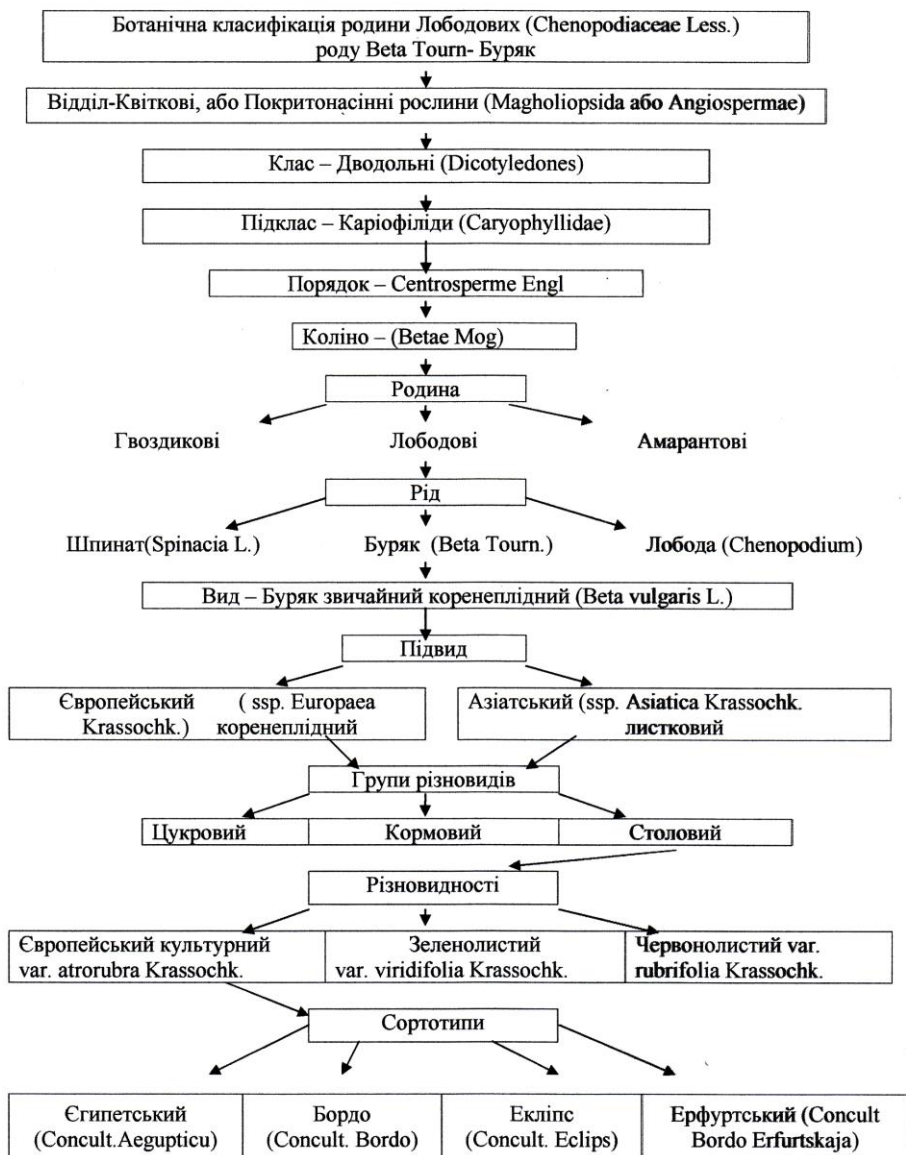 Ботанічна класифікація родини Лободових (Chenopodiaceae Less.)
роду Beta Tourn- Буряк
Відділ-Квіткові, або Покритонасінні рослини (Magholiopsida або Angiospermae)
Клас – Дводольні (Dicotyledones)
Підклас – Каріофіліди (Caryophyllidae)
Порядок – Centrosperme Engl
Коліно – (Betae Mog)
Родина
Гвоздикові Лободові Амарантові
Рід
Шпинат(Spinacia L.) Буряк (Beta Tourn.) Лобода (Chenopodium)
Вид – Буряк звичайний коренеплідний (Beta vulgaris L.)
Підвид
Європейський ( ssp. Europaea
Krassochk.) коренеплідний
Азіатський (ssp. Asiatica Krassochk.
листковий
Групи різновидів
Цукровий Кормовий Столовий
Різновидності
Європейський культурний
var. atrorubra Krassochk.
Зеленолистий
var. viridifolia Krassochk.
Червонолистий var.
rubrifolia Krassochk.
Сортотипи
Єгипетський
(Concult.Aegupticu)
Бордо
(Concult. Bordo)
Екліпс
(Concult. Eclips)
Ерфуртський (Concult
Bordo Erfurtskaja)